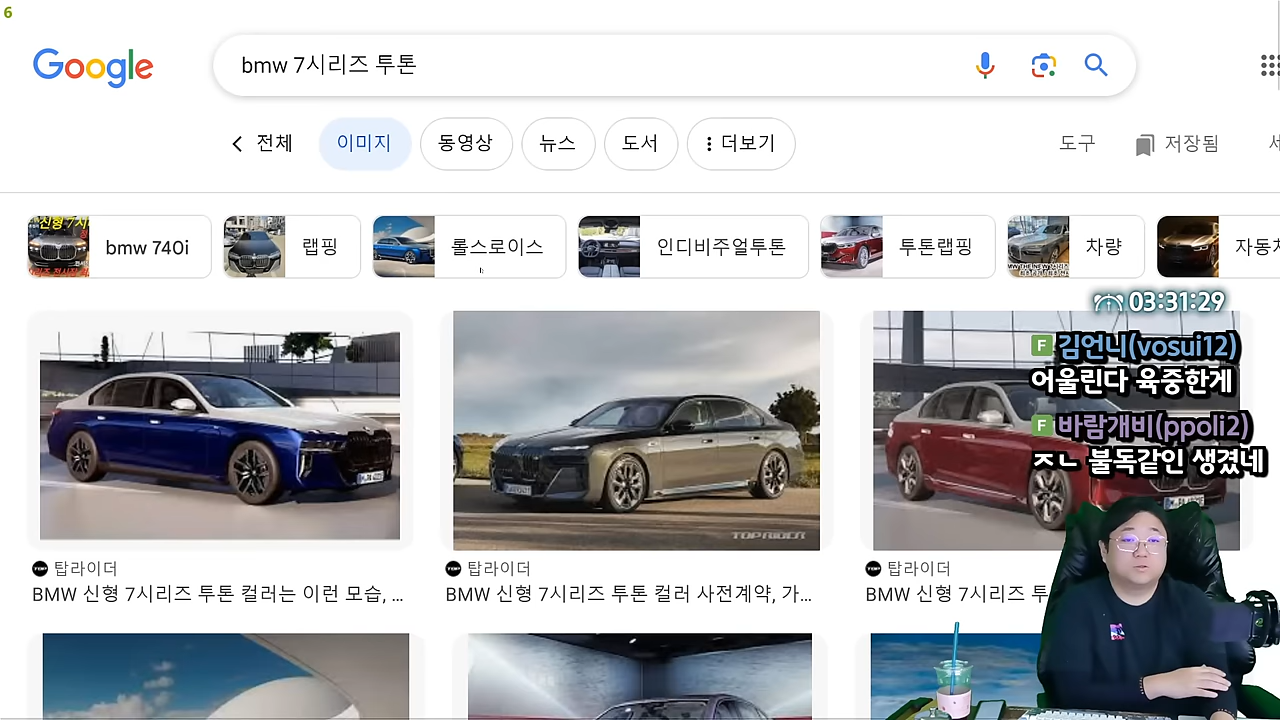 6
Google
bmw 7시리즈 투톤
전체
이미지
동영상
뉴스
도서
더보기
도구
저장됨
bmw 740i
랩핑
롤스로이스
인디비주얼투톤
투톤랩핑
차량
03:31:29
F 김언니(vosui12)
어울린다 육중한게
F 바람개비(ppoli2)
ㅈㄴ 불독같인 생겼네
TOPRIDER
탑라이더
BMW 신형 7시리즈 투톤 컬러는 이런 모습, ...
탑라이더
BMW 신형 7시리즈 투톤 컬러 사전계약, 가...
탑라이더
BMW 신형 7시리즈 투